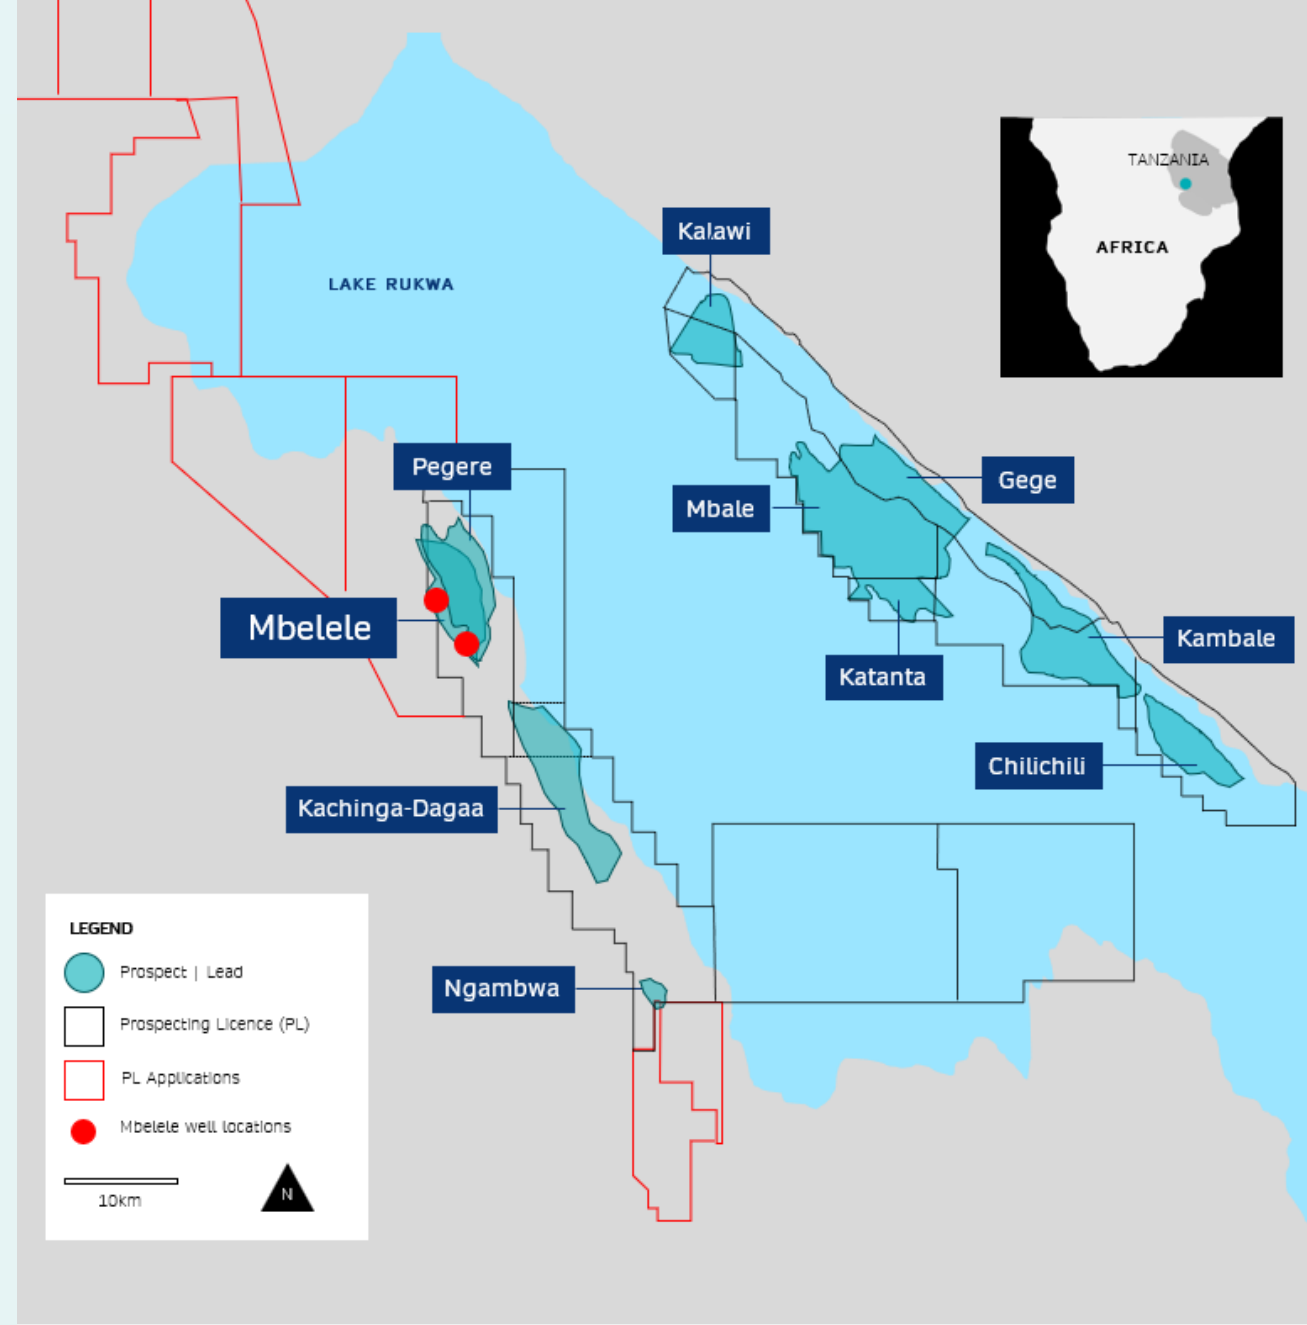 TANZANIA
AFRICA
Kalawi
LAKE RUKWA
Pegere
Gege
Mbale
Mbelele
Kambale
Katanta
Chilichili
Kachinga-Dagaa
Ngambwa
LEGEND
Prospect | Lead
Prospecting Licence (PL)
PL Applications
Mbelele well locations
10km
N